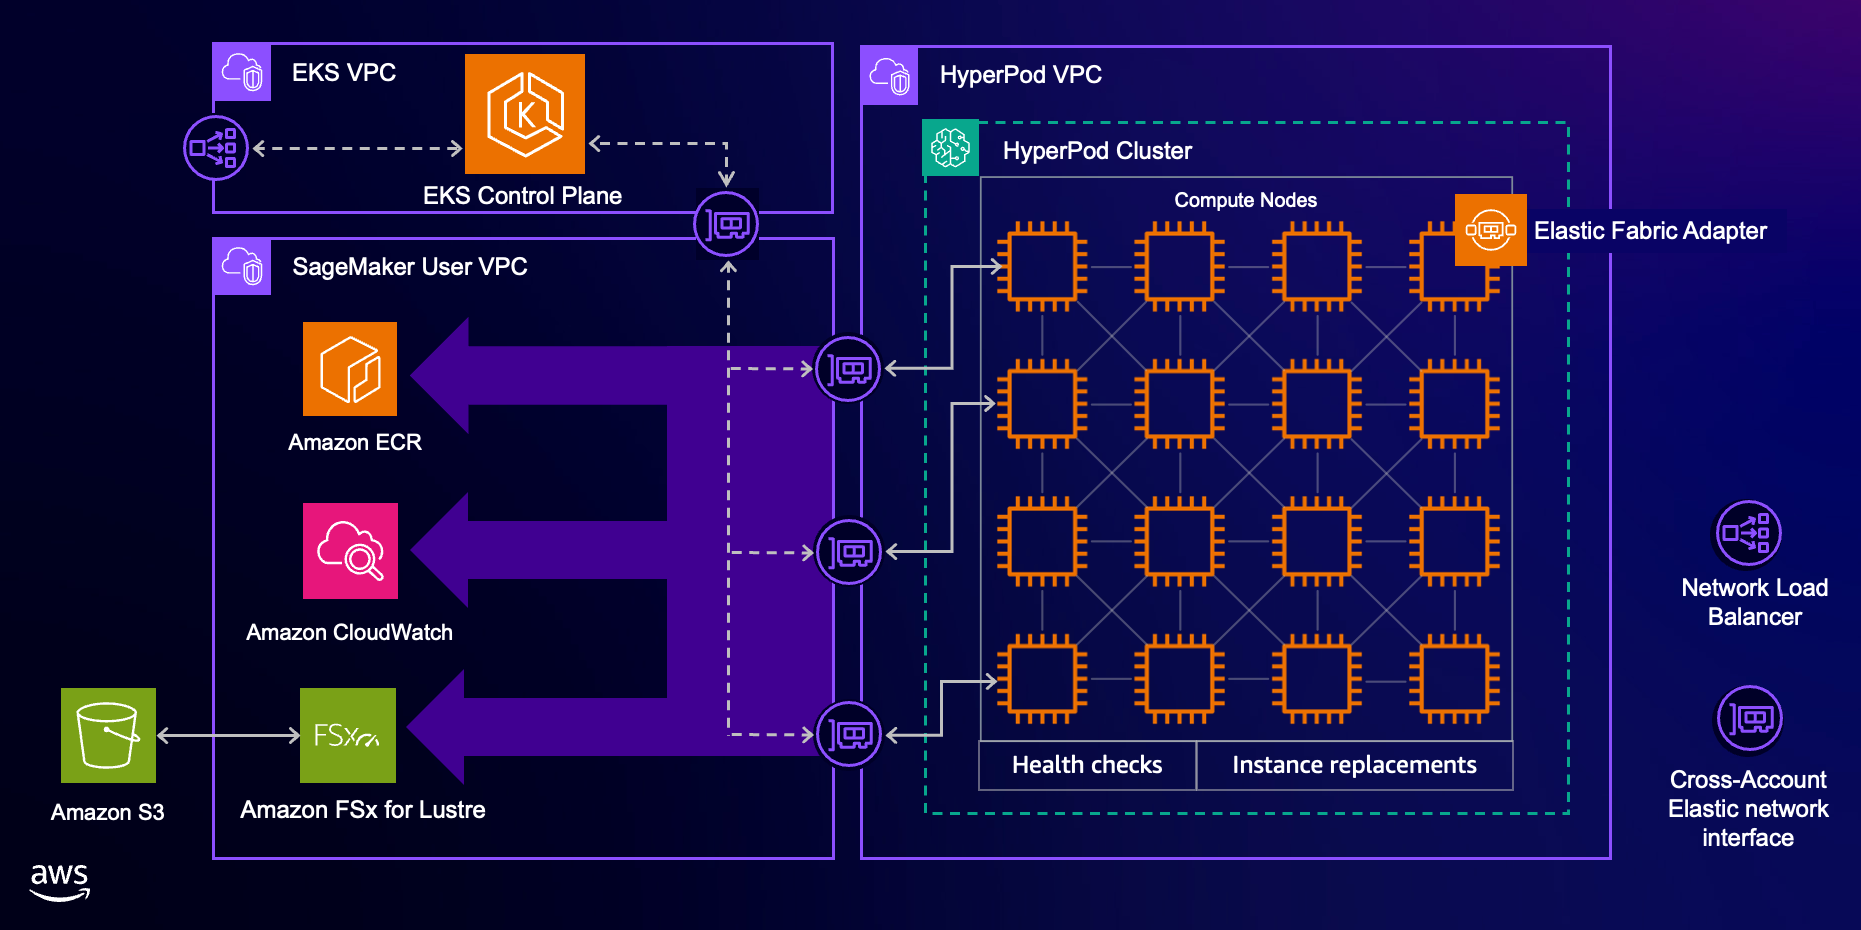 EKS VPC
K
EKS Control Plane
SageMaker User VPC
Amazon ECR
Amazon CloudWatch
FSx
Amazon S3
Amazon FSx for Lustre
aws
HyperPod VPC
HyperPod Cluster
Compute Nodes
Elastic Fabric Adapter
Health checks
Instance replacements
Network Load
Balancer
Cross-Account
Elastic network
interface